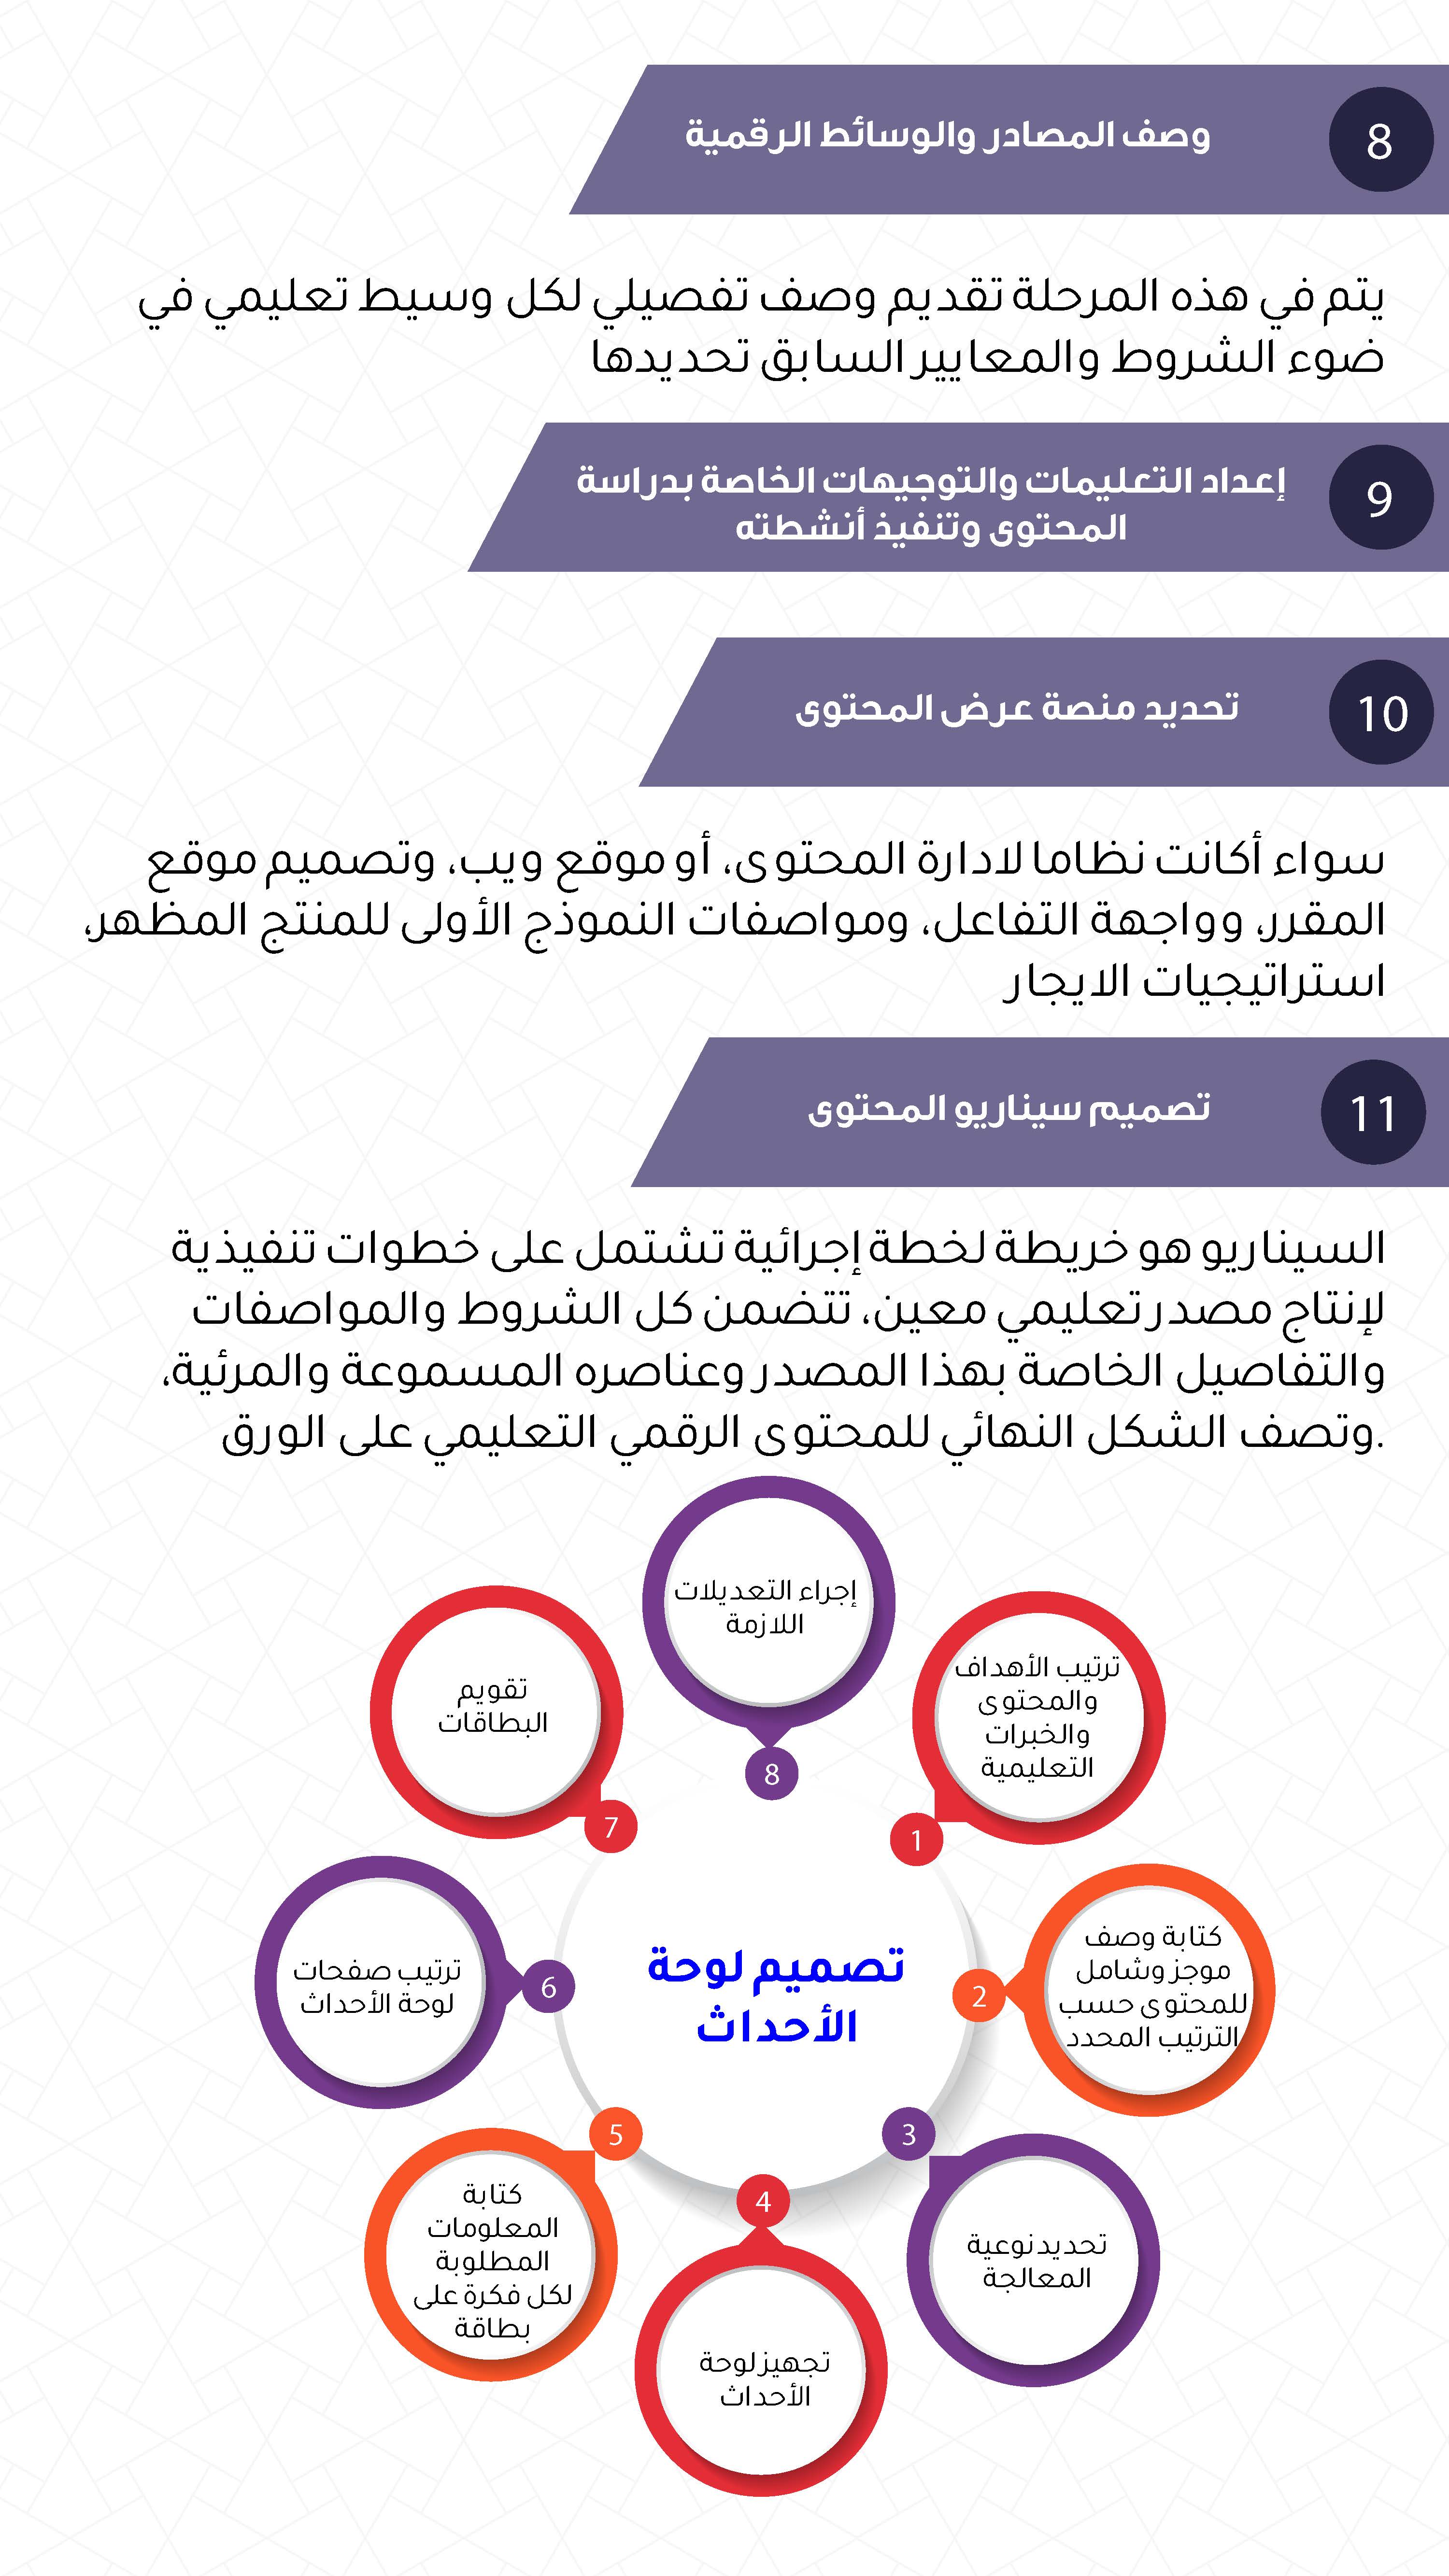 8
وصف المصادر والوسائط الرقمية
يتم في هذه المرحلة تقديم وصف تفصيلي لكل وسيط تعليمي في
ضوء الشروط والمعايير السابق تحديدها
9
إعداد التعليمات والتوجيهات الخاصة بدراسة
المحتوى وتنفيذ أنشطته
10
تحديد منصة عرض المحتوى
سواء أكانت نظاما لادارة المحتوى، أو موقع ويب، وتصميم موقع
المقرر، وواجهة التفاعل، ومواصفات النموذج الأولى للمنتج المظهر،
استراتيجيات الايجار
11
تصميم سيناريو المحتوى
السيناريو هو خريطة لخطة إجرائية تشتمل على خطوات تنفيذية
لإنتاج مصدر تعليمي معين، تتضمن كل الشروط والمواصفات
والتفاصيل الخاصة بهذا المصدر وعناصره المسموعة والمرئية،
.وتصف الشكل النهائي للمحتوى الرقمي التعليمي على الورق
تصميم لوحة
الأحداث
1
ترتيب الأهداف
والمحتوى
والخبرات
التعليمية
2
كتابة وصف
موجز وشامل
للمحتوى حسب
الترتيب المحدد
3
تحديد نوعية
المعالجة
4
تجهيز لوحة
الأحداث
5
كتابة
المعلومات
المطلوبة
لكل فكرة على
بطاقة
6
ترتيب صفحات
لوحة الأحداث
7
تقويم
البطاقات
8
إجراء التعديلات
اللازمة